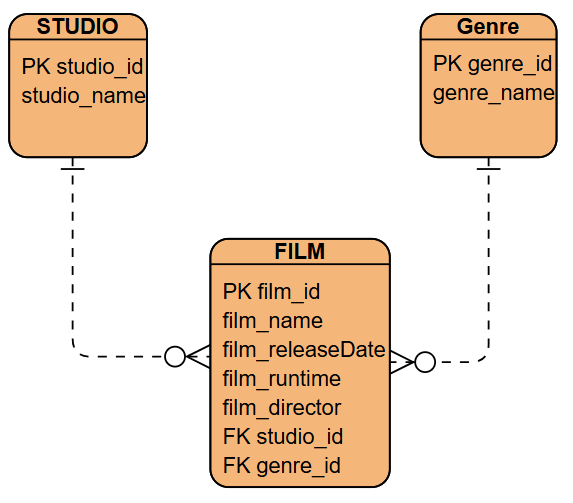 STUDIO
PK studio_id
studio_name
Genre
PK genre_id
genre_name
FILM
PK film_id
film_name
film_releaseDate
film_runtime
film_director
FK studio_id
FK genre_id